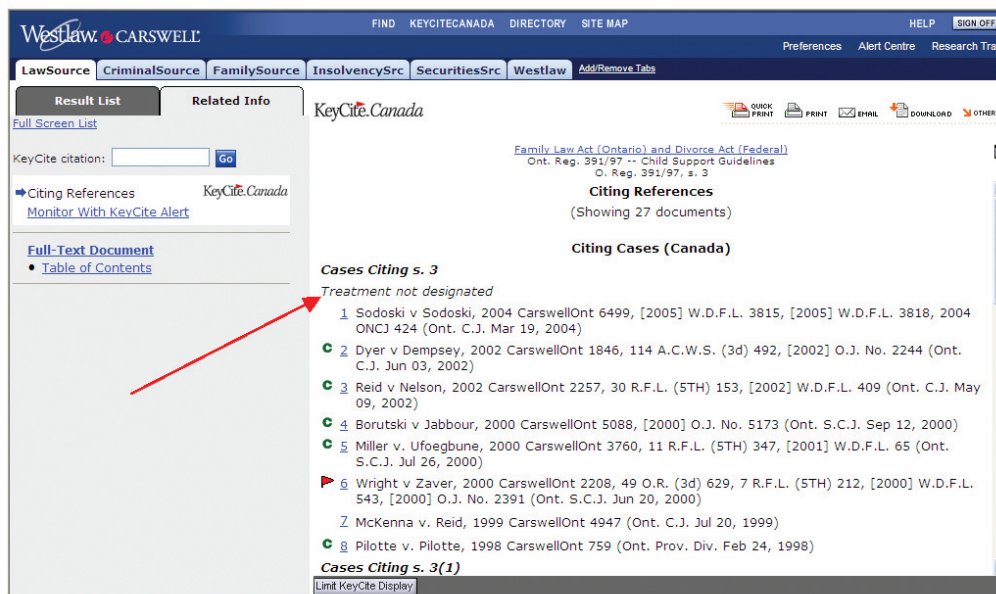 Westlaw. CARSWELL
FIND KEYCITECANADA DIRECTORY SITE MAP HELP SIGN OFF
Preferences Alert Centre Research Tra
LawSource CriminalSource FamilySource InsolvencySrc SecuritiesSrc Westlaw Add/Remove Tabs
Result List Related Info
Full Screen List
KeyCite citation: Go
Citing References KeyCite.Canada
Monitor With KeyCite Alert
Full-Text Document
• Table of Contents
KeyCite.Canada
QUICK PRINT PRINT EMAIL DOWNLOAD OTHER
Family Law Act (Ontario) and Divorce Act (Federal)
Ont. Reg. 391/97 -- Child Support Guidelines
O. Reg. 391/97, s. 3
Citing References
(Showing 27 documents)
Citing Cases (Canada)
Cases Citing s. 3
Treatment not designated
1 Sodoski v Sodoski, 2004 CarswellOnt 6499, [2005] W.D.F.L. 3815, [2005] W.D.F.L. 3818, 2004
ONCJ 424 (Ont. C.J. Mar 19, 2004)
C 2 Dyer v Dempsey, 2002 CarswellOnt 1846, 114 A.C.W.S. (3d) 492, [2002] O.J. No. 2244 (Ont.
C.J. Jun 03, 2002)
C 3 Reid v Nelson, 2002 CarswellOnt 2257, 30 R.F.L. (5TH) 153, [2002] W.D.F.L. 409 (Ont. C.J. May
09, 2002)
C 4 Borutski v Jabbour, 2000 CarswellOnt 5088, [2000] O.J. No. 5173 (Ont. S.C.J. Sep 12, 2000)
C 5 Miller v. Ufoegbune, 2000 CarswellOnt 3760, 11 R.F.L. (5TH) 347, [2001] W.D.F.L. 65 (Ont.
S.C.J. Jul 26, 2000)
6 Wright v Zaver, 2000 CarswellOnt 2208, 49 O.R. (3d) 629, 7 R.F.L. (5TH) 212, [2000] W.D.F.L.
543, [2000] O.J. No. 2391 (Ont. S.C.J. Jun 20, 2000)
7 McKenna v. Reid, 1999 CarswellOnt 4947 (Ont. C.J. Jul 20, 1999)
C 8 Pilotte v. Pilotte, 1998 CarswellOnt 759 (Ont. Prov. Div. Feb 24, 1998)
Cases Citing s. 3(1)
Limit KeyCite Display